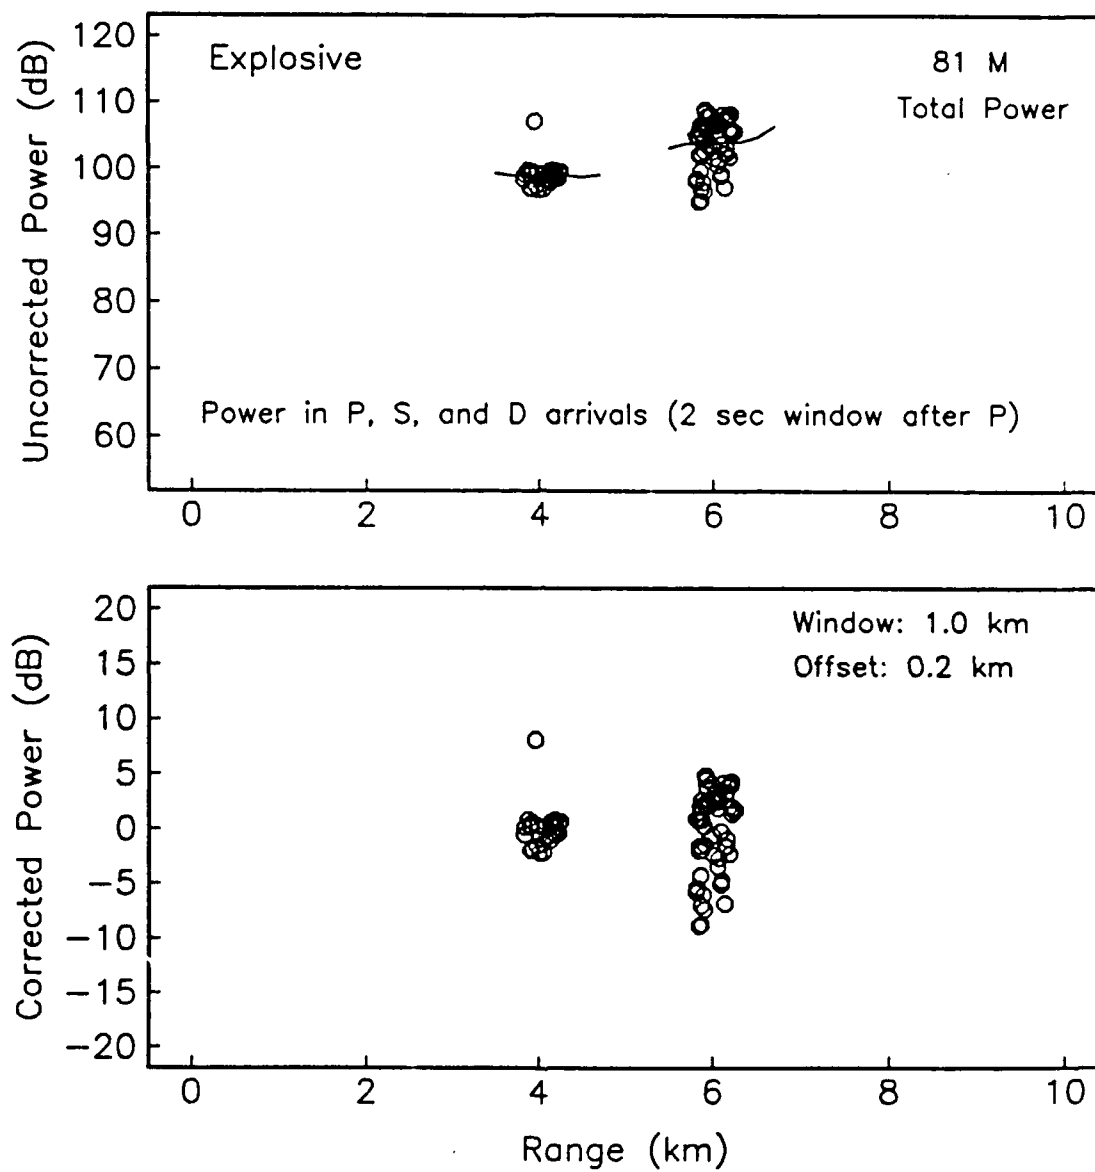 Uncorrected Power (dB)
120
110
100
90
80
70
60
Explosive
81 M
Total Power
Power in P, S, and D arrivals (2 sec window after P)
0 2 4 6 8 10
Corrected Power (dB)
20
15
10
5
0
−5
−10
−15
−20
Window: 1.0 km
Offset: 0.2 km
0 2 4 6 8 10
Range (km)